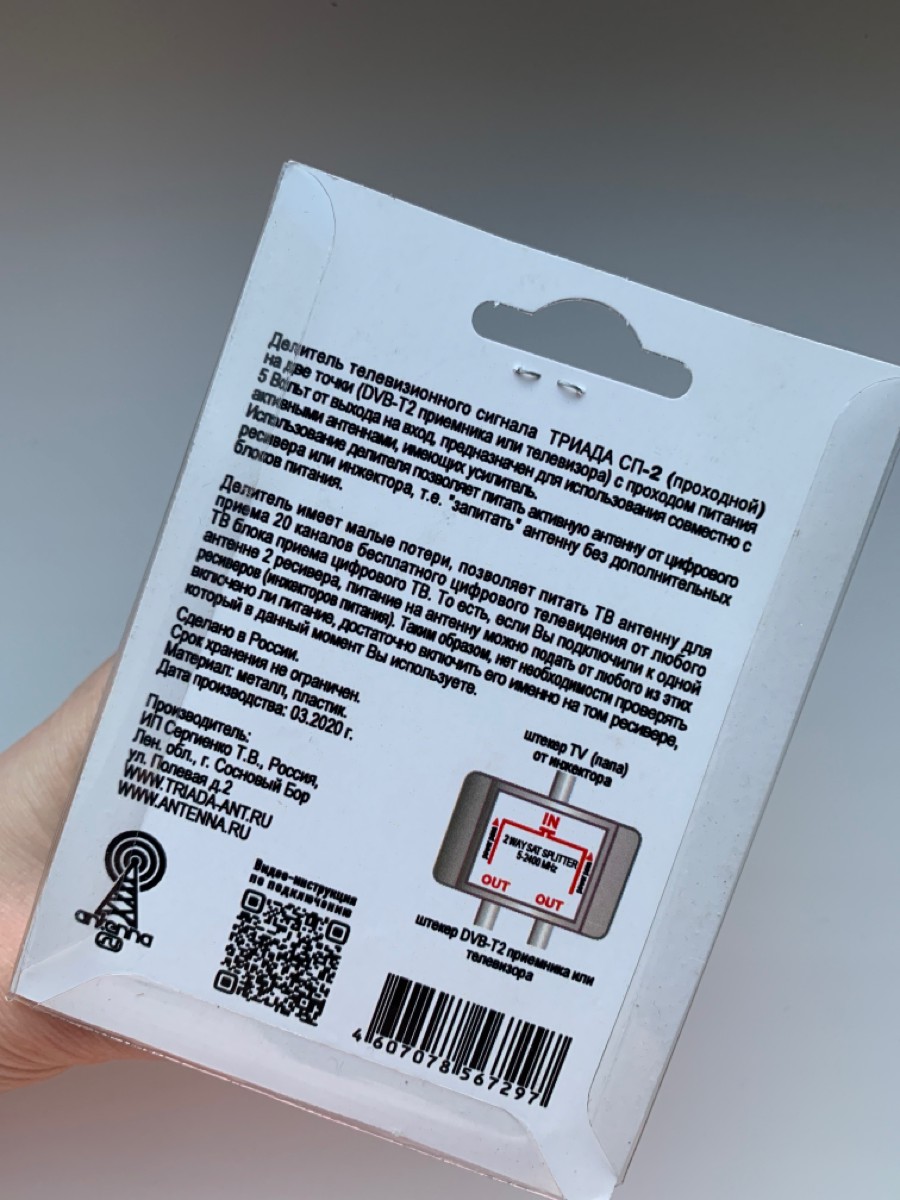 Делитель телевизионного сигнала ТРИАДА СП-2 (проходной)
на две точки (DVB-T2 приемника или телевизора) с проходом питания
5 Вольт от выхода на вход, предназначен для использования совместно с
активными антеннами, имеющих усилитель.
Использование делителя позволяет питать активную антенну от цифрового
ресивера или инжектора, т.е. "запитать" антенну без дополнительных
блоков питания.
Делитель имеет малые потери, позволяет питать ТВ антенну для
приема 20 каналов бесплатного цифрового телевидения от любого
ТВ блока приема цифрового ТВ. То есть, если Вы подключили к одной
антенне 2 ресивера, питание на антенну можно подать от любого из этих
ресиверов (инжекторов питания). Таким образом, нет необходимости проверять
включено ли питание, достаточно включить его именно на том ресивере,
который в данный момент Вы используете.
Сделано в России.
Срок хранения не ограничен.
Материал: металл, пластик.
Дата производства: 03.2020 г.
Производитель:
ИП Сергиенко Т.В., Россия,
Лен. обл., г. Сосновый Бор
ул. Полевая д.2
WWW.TRIADA-ANT.RU
WWW.ANTENNA.RU
antenna
Видео-инструкция
по подключению
штекер TV (папа)
от инжектора
IN
2 WAY SAT SPLITTER
5-2400 MHz
OUT
OUT
штекер DVB-T2 приемника или
телевизора
4 607078 567297